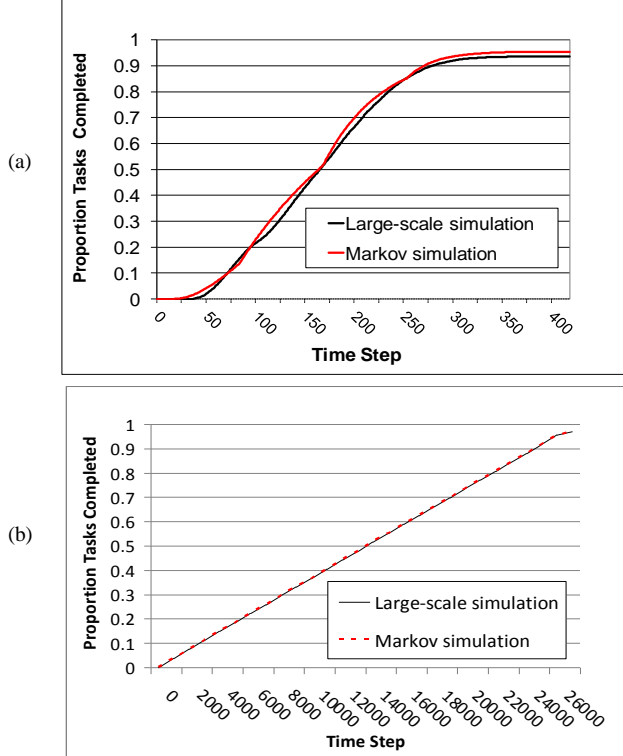 (a)
Proportion Tasks Completed
1
0.9
0.8
0.7
0.6
0.5
0.4
0.3
0.2
0.1
0
Large-scale simulation
Markov simulation
0 50 100 150 200 250 300 350 400
Time Step
(b)
Proportion Tasks Completed
1
0.9
0.8
0.7
0.6
0.5
0.4
0.3
0.2
0.1
0
Large-scale simulation
Markov simulation
0 2000 4000 6000 8000 10000 12000 14000 16000 18000 20000 22000 24000 26000
Time Step